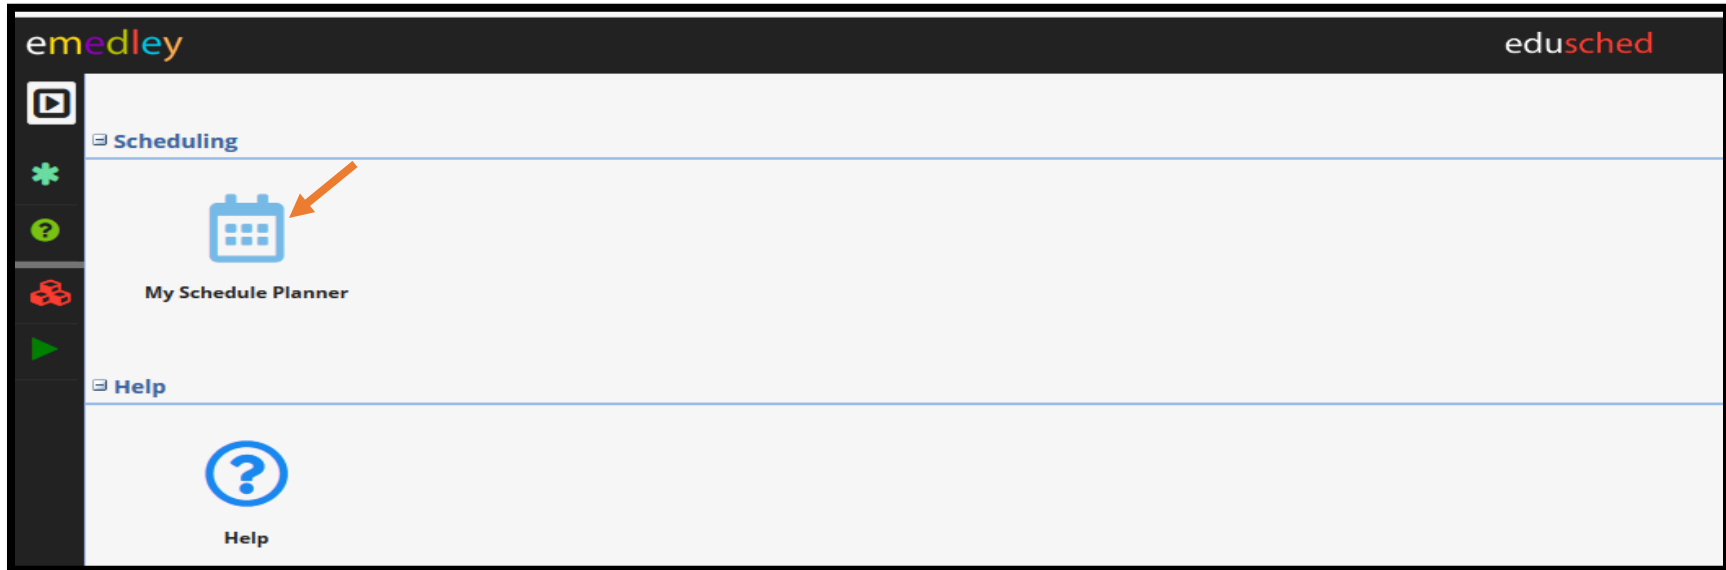 emedley
edusched
Scheduling
My Schedule Planner
Help
?
Help